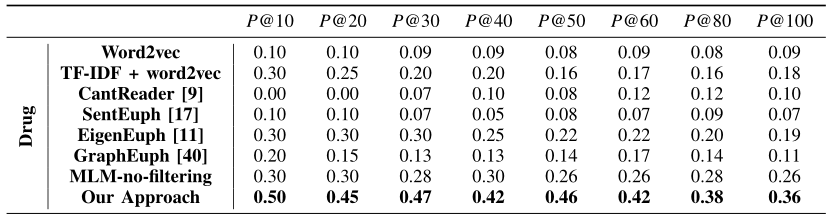 P@10 P@20 P@30 P@40 P@50 P@60 P@80 P@100
Drug
Word2vec 0.10 0.10 0.09 0.09 0.08 0.09 0.08 0.09
TF-IDF + word2vec 0.30 0.25 0.20 0.20 0.16 0.17 0.16 0.18
CantReader [9] 0.00 0.00 0.07 0.10 0.08 0.12 0.12 0.10
SentEuph [17] 0.10 0.10 0.07 0.05 0.08 0.07 0.09 0.07
EigenEuph [11] 0.30 0.30 0.30 0.25 0.22 0.22 0.20 0.19
GraphEuph [40] 0.20 0.15 0.13 0.13 0.14 0.17 0.14 0.11
MLM-no-filtering 0.30 0.30 0.28 0.30 0.26 0.26 0.28 0.26
Our Approach 0.50 0.45 0.47 0.42 0.46 0.42 0.38 0.36